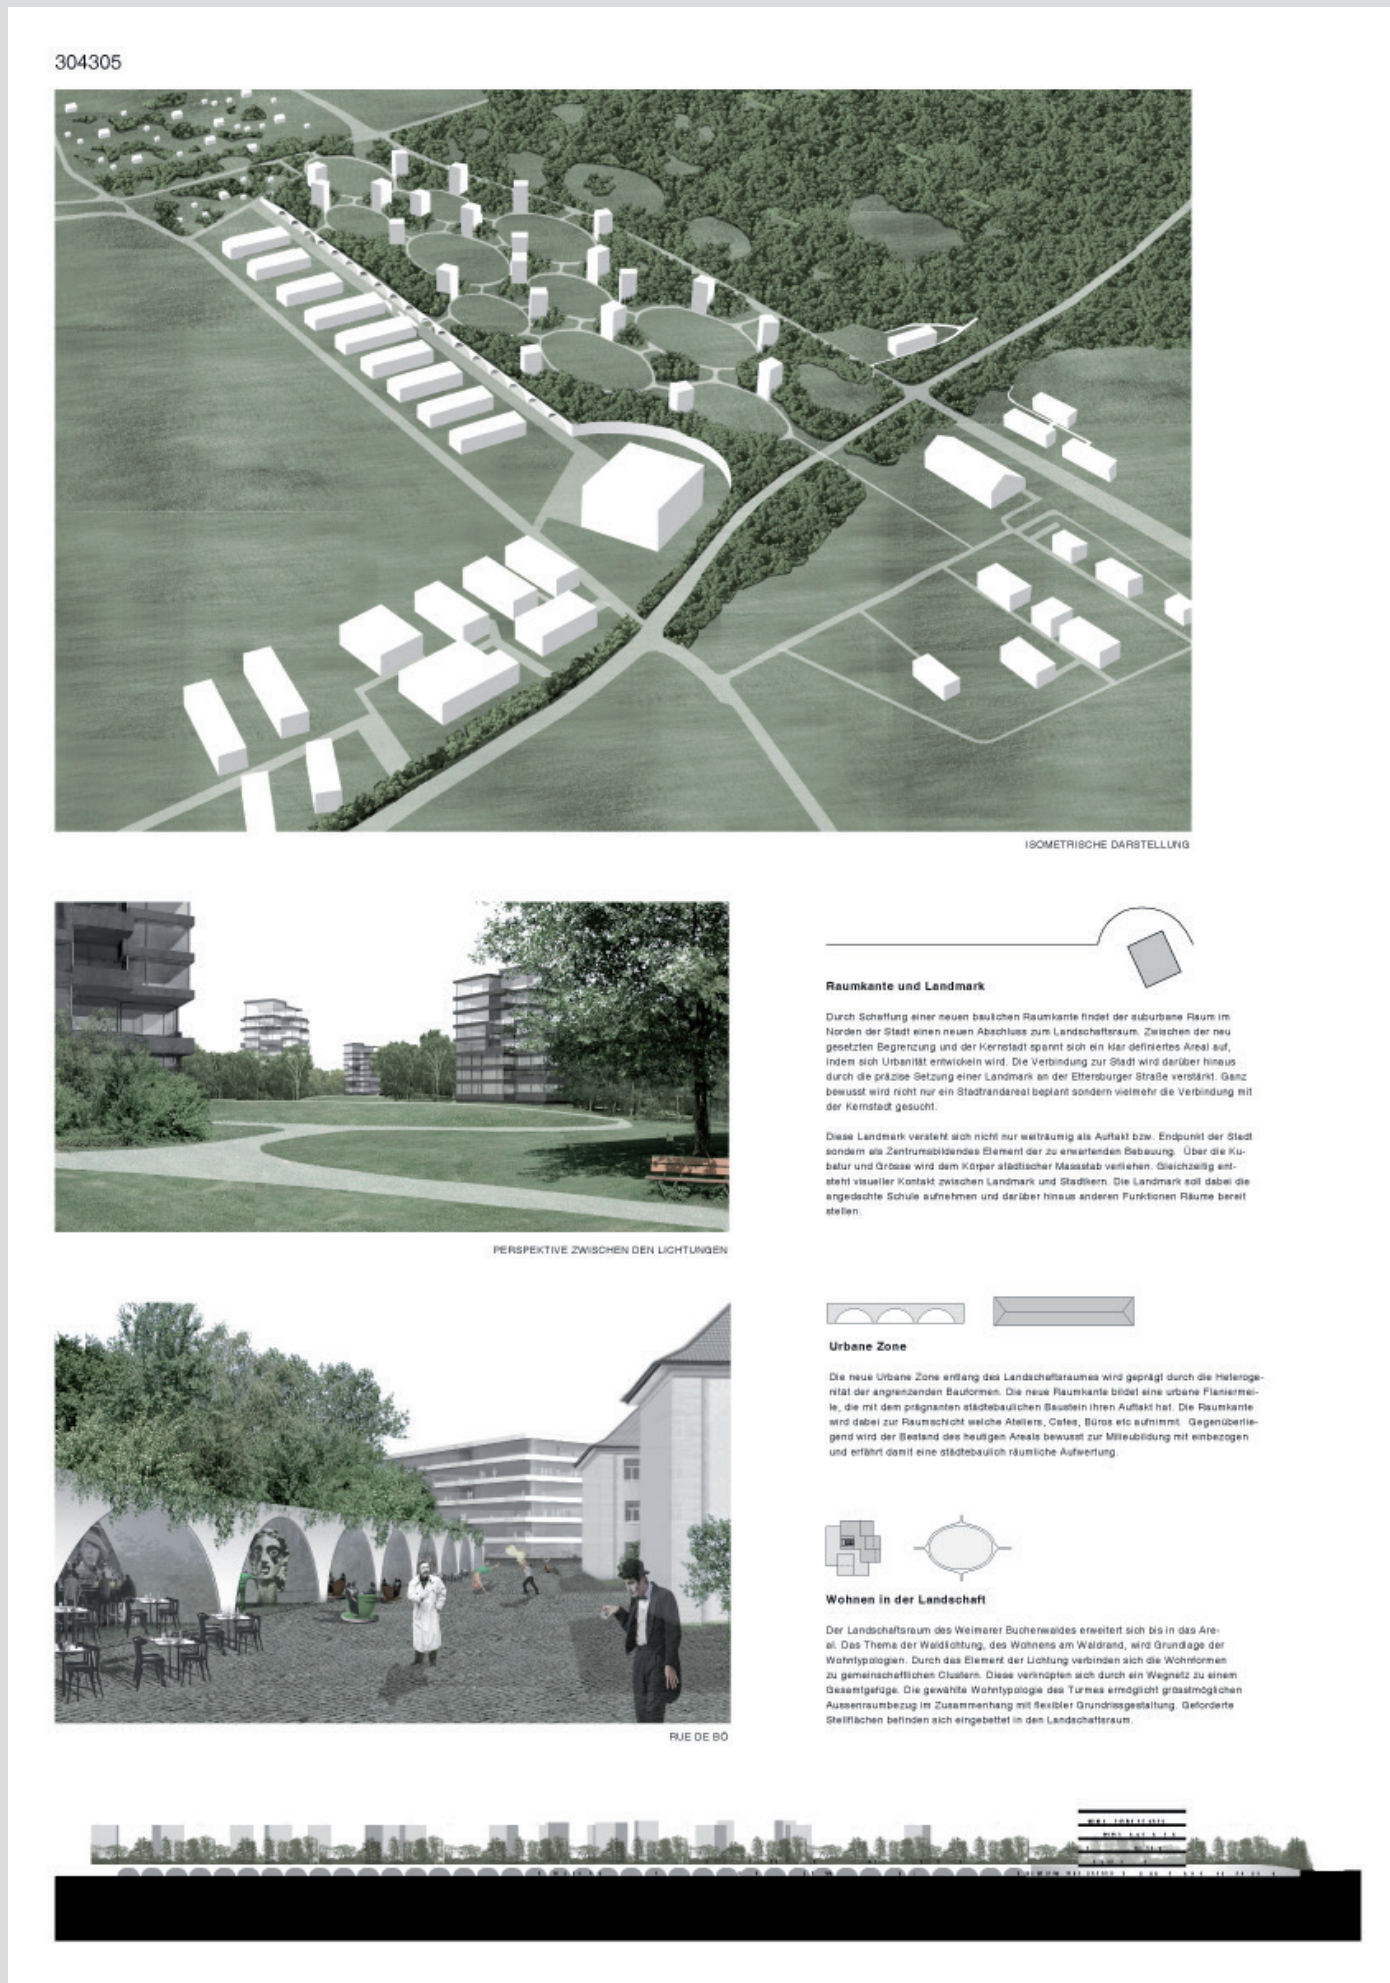 304305
ISOMETRISCHE DARSTELLUNG
PERSPEKTIVE ZWISCHEN DEN LICHTUNGEN
Raumkante und Landmark
Durch Schaffung einer neuen baulichen Raumkante findet der suburbane Raum im
Norden der Stadt einen neuen Abschluss zum Landschaftsraum. Zwischen der neu
gesetzten Begrenzung und der Kernstadt spannt sich ein klar definiertes Areal auf,
indem sich Urbanität entwickeln wird. Die Verbindung zur Stadt wird darüber hinaus
durch die präzise Setzung einer Landmark an der Ettersburger Straße verstärkt. Ganz
bewusst wird nicht nur ein Stadtrandareal beplant sondern vielmehr die Verbindung mit
der Kernstadt gesucht.
Diese Landmark versteht sich nicht nur weiträumig als Auftakt bzw. Endpunkt der Stadt
sondern als Zentrumsbildendes Element der zu erwartenden Bebauung. Über die Ku-
batur und Grösse wird dem Körper städtischer Massstab verliehen. Gleichzeitig ent-
steht visueller Kontakt zwischen Landmark und Stadtkern. Die Landmark soll dabei die
angedachte Schule aufnehmen und darüber hinaus anderen Funktionen Räume bereit
stellen.
Urbane Zone
Die neue Urbane Zone entlang des Landschaftsraumes wird geprägt durch die Heteroge-
nität der angrenzenden Bauformen. Die neue Raumkante bildet eine urbane Flaniermei-
le, die mit dem prägnanten städtebaulichen Baustein ihren Auftakt hat. Die Raumkante
wird dabei zur Raumschicht welche Ateliers, Cafes, Büros etc aufnimmt. Gegenüberlie-
gend wird der Bestand des heutigen Areals bewusst zur Milieubildung mit einbezogen
und erfährt damit eine städtebaulich räumliche Aufwertung.
RUE DE BÖ
Wohnen in der Landschaft
Der Landschaftsraum des Weimarer Buchenwaldes erweitert sich bis in das Are-
al. Das Thema der Waldlichtung, des Wohnens am Waldrand, wird Grundlage der
Wohntypologien. Durch das Element der Lichtung verbinden sich die Wohnformen
zu gemeinschaftlichen Clustern. Diese verknüpfen sich durch ein Wegnetz zu einem
Gesamtgefüge. Die gewählte Wohntypologie des Turmes ermöglicht grösstmöglichen
Aussenraumbezug im Zusammenhang mit flexibler Grundrissgestaltung. Geforderte
Stellflächen befinden sich eingebettet in den Landschaftsraum.